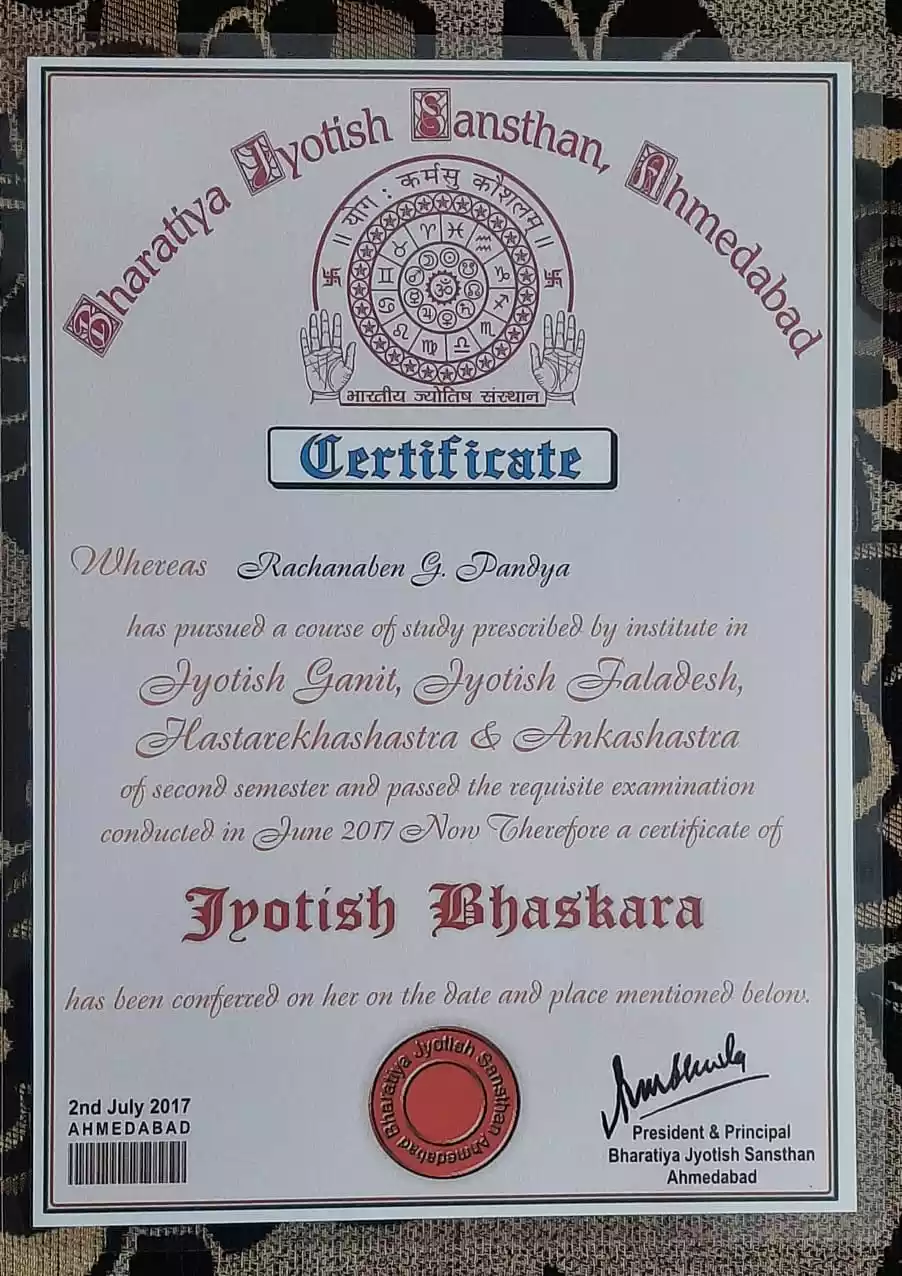 Bharatiya Jyotish Sansthan, Ahmedabad
॥ योग : कर्मसु कौशलम् ॥
ॐ
भारतीय ज्योतिष संस्थान
Certificate
Whereas Rachanaben G. Pandya
has pursued a course of study prescribed by institute in
Jyotish Ganit, Jyotish Faladesh,
Hastarekhashastra & Ankashastra
of second semester and passed the requisite examination
conducted in June 2017 Now Therefore a certificate of
Jyotish Bhaskara
has been conferred on her on the date and place mentioned below.
Bharatiya Jyotish Sansthan Ahmedabad
2nd July 2017
AHMEDABAD
President & Principal
Bharatiya Jyotish Sansthan
Ahmedabad